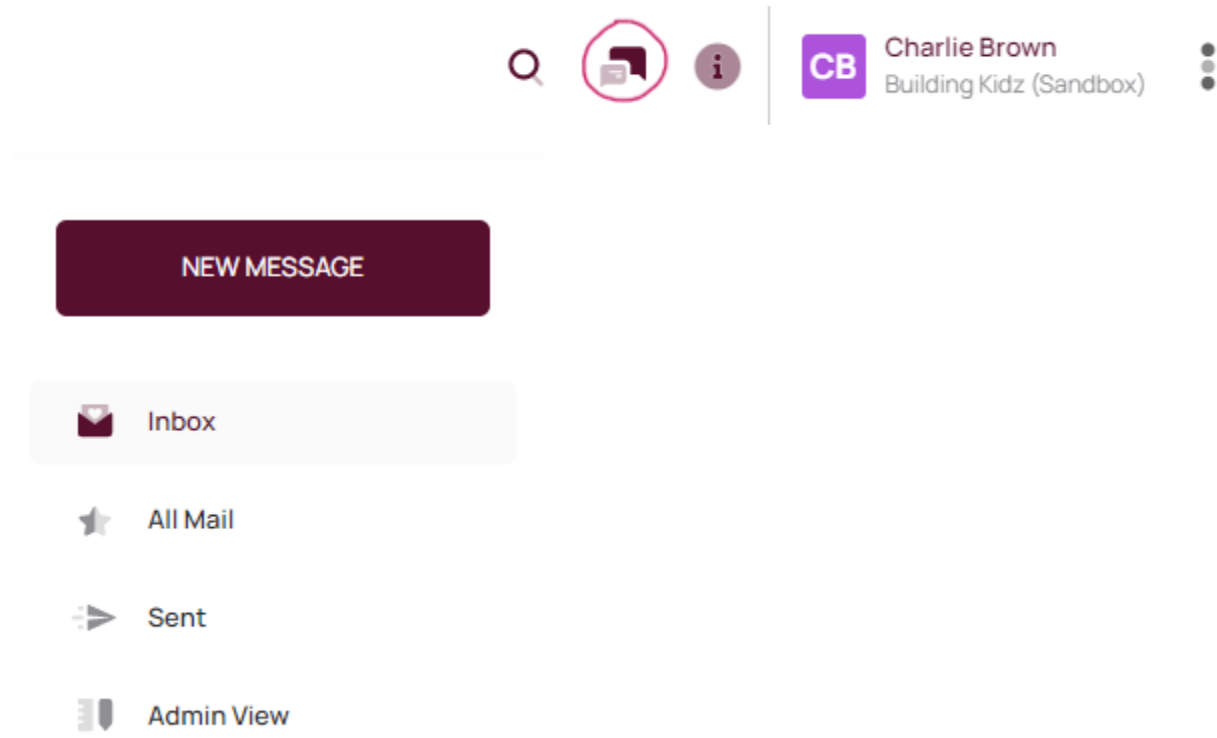 CB
Charlie Brown
Building Kidz (Sandbox)
NEW MESSAGE
Inbox
All Mail
Sent
Admin View